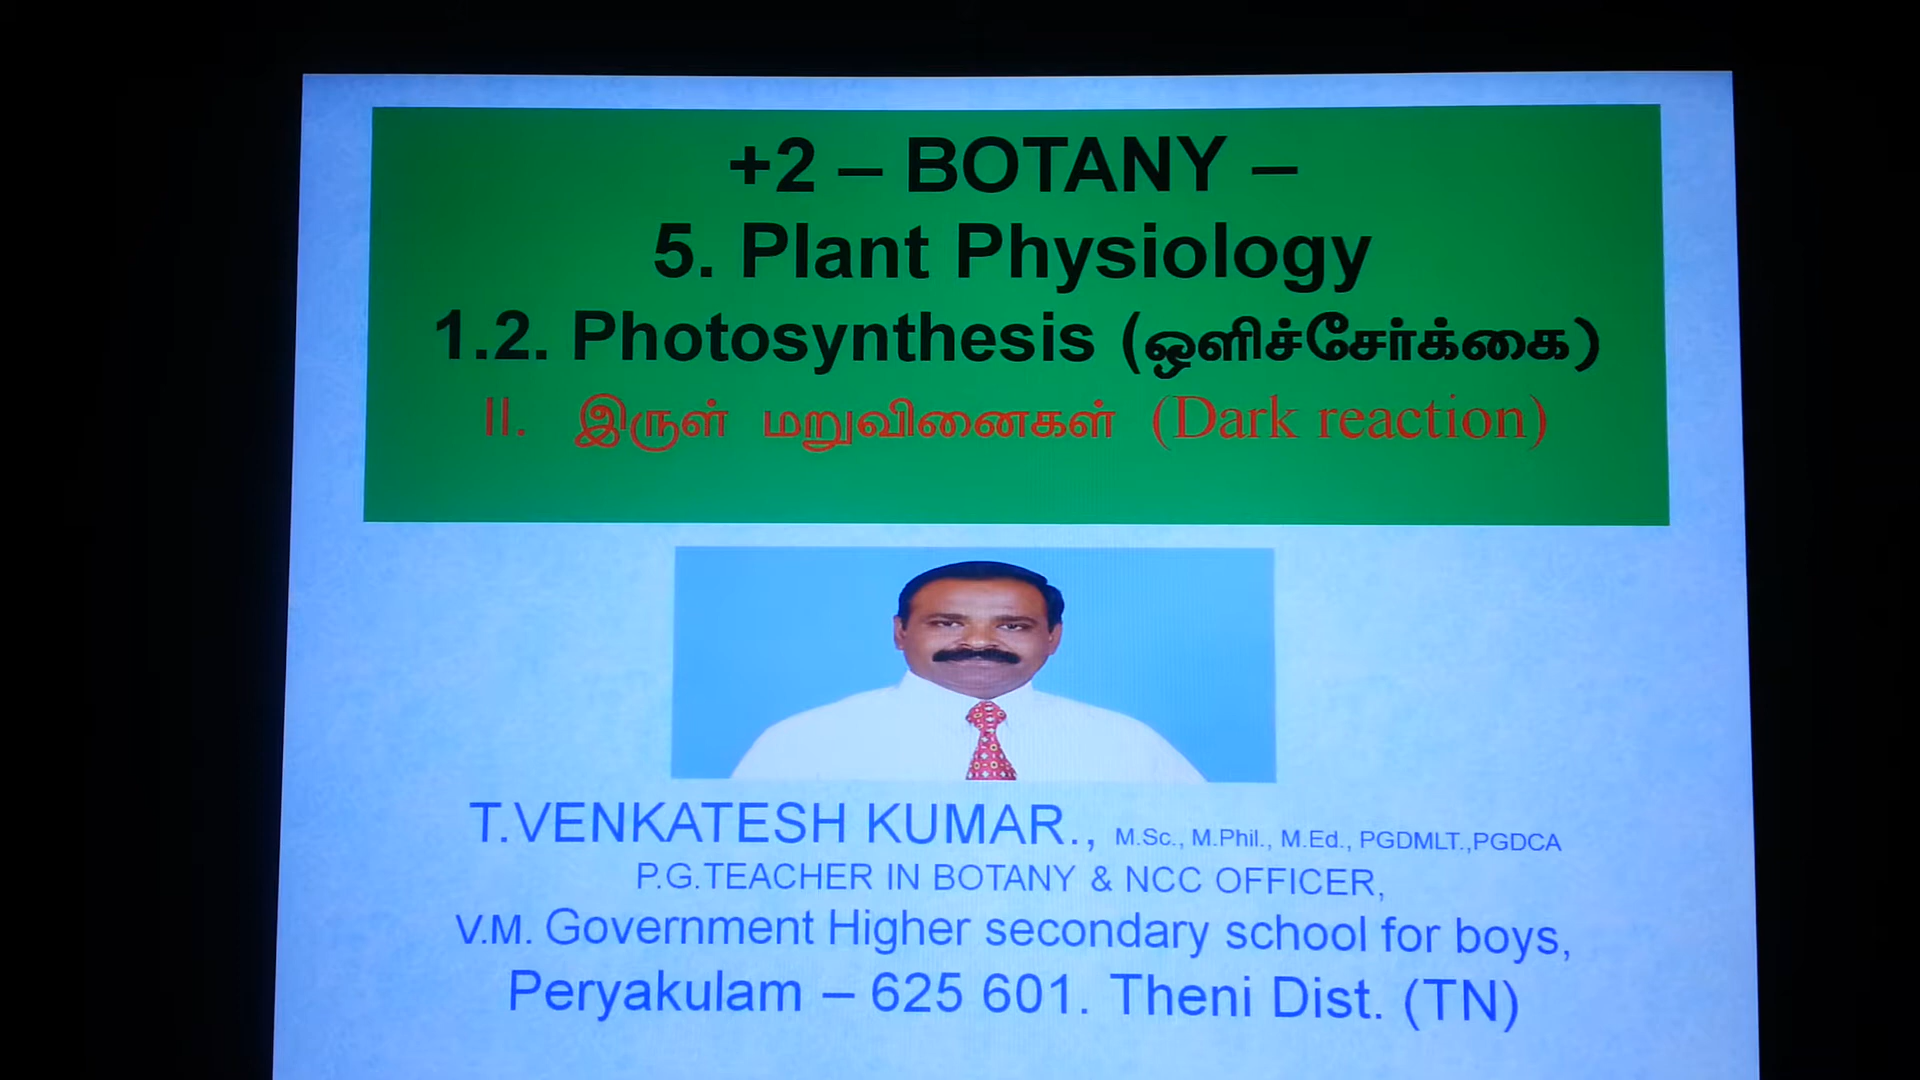 +2 – BOTANY –
5. Plant Physiology
1.2. Photosynthesis (ஒளிச்சேர்க்கை)
II. இருள் மறுவினைகள் (Dark reaction)
T.VENKATESH KUMAR., M.Sc., M.Phil., M.Ed., PGDMLT.,PGDCA
P.G.TEACHER IN BOTANY & NCC OFFICER,
V.M. Government Higher secondary school for boys,
Peryakulam – 625 601. Theni Dist. (TN)